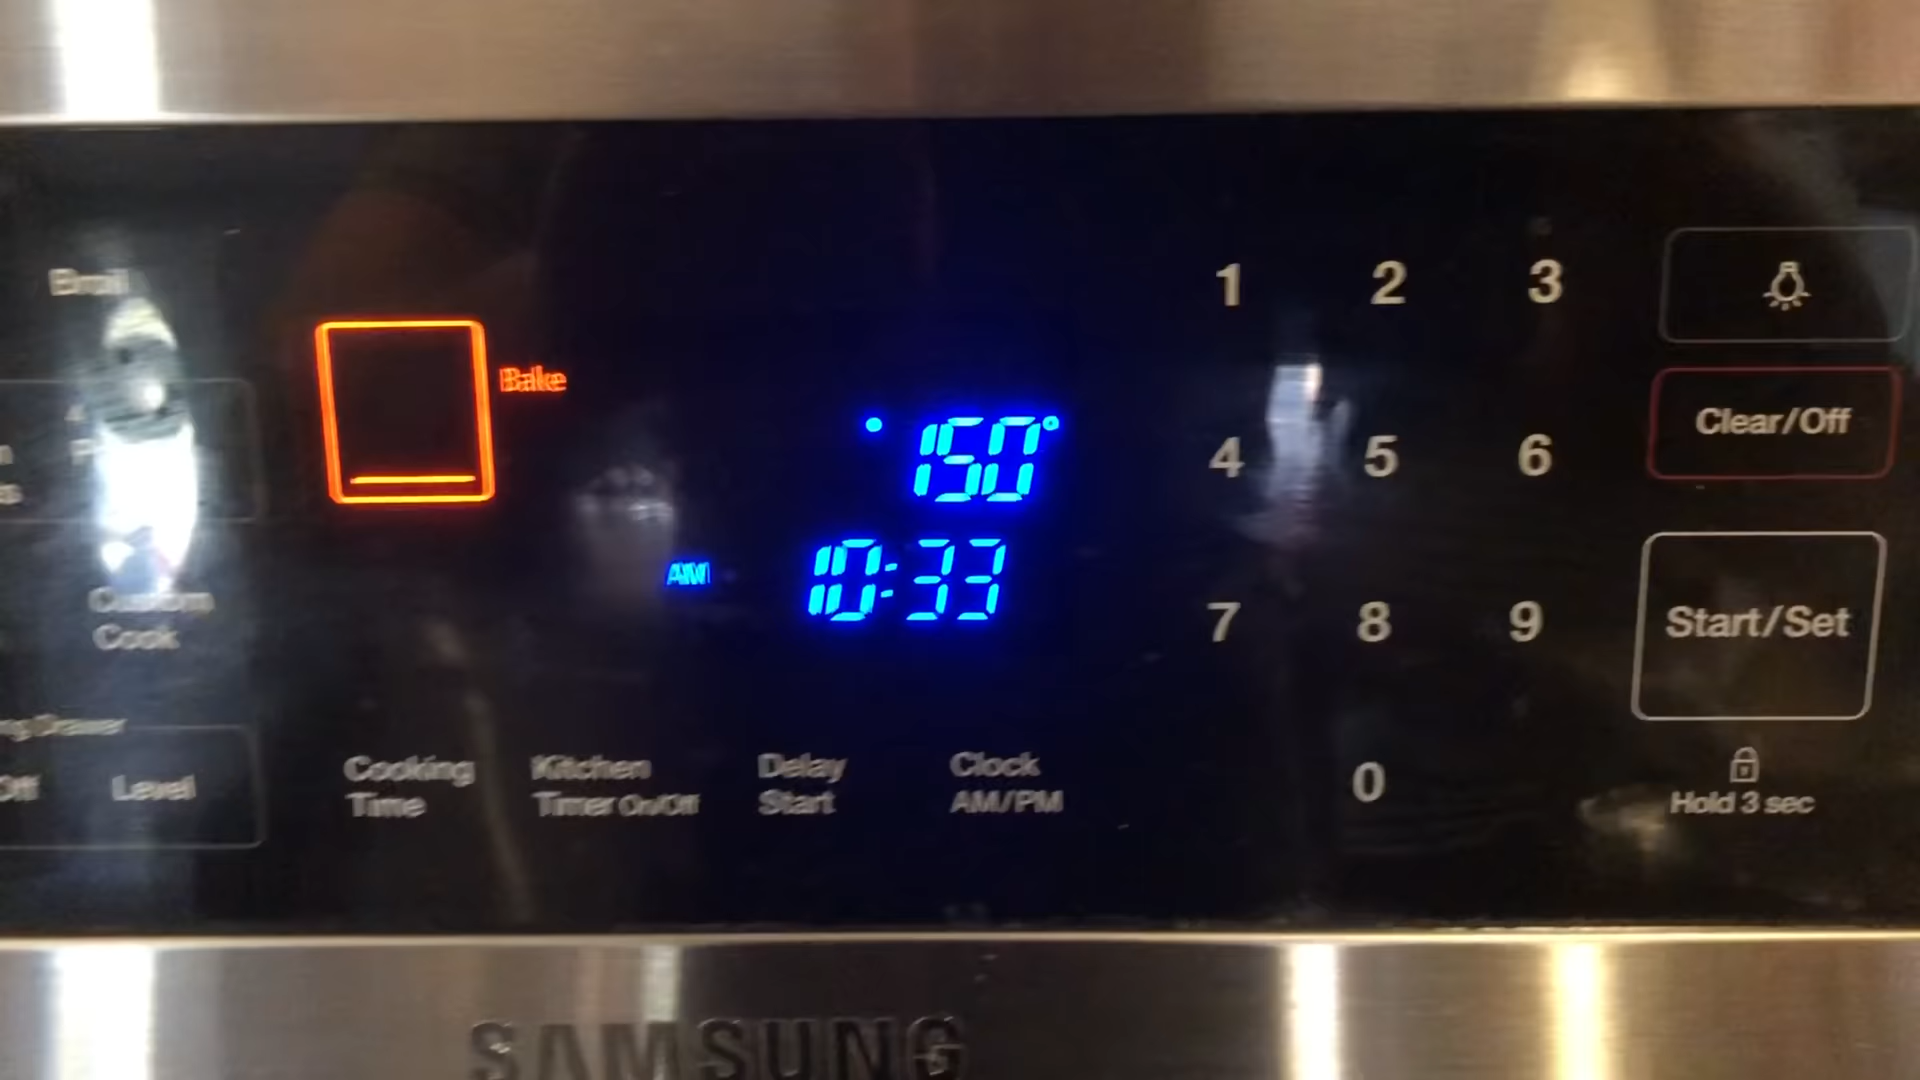 Broil
Bake
150°
AM 10:33
Custom
Cook
Off
Level
Cooking
Time
Kitchen
Timer On/Off
Delay
Start
Clock
AM/PM
1 2 3
4 5 6
7 8 9
0
Clear/Off
Start/Set
Hold 3 sec
SAMSUNG